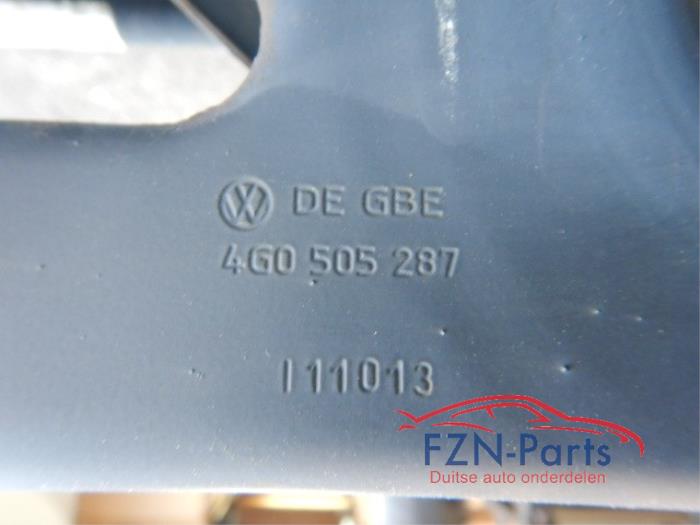 DE GBE
4G0 505 287
111013
FZN-Parts
Duitse auto onderdelen